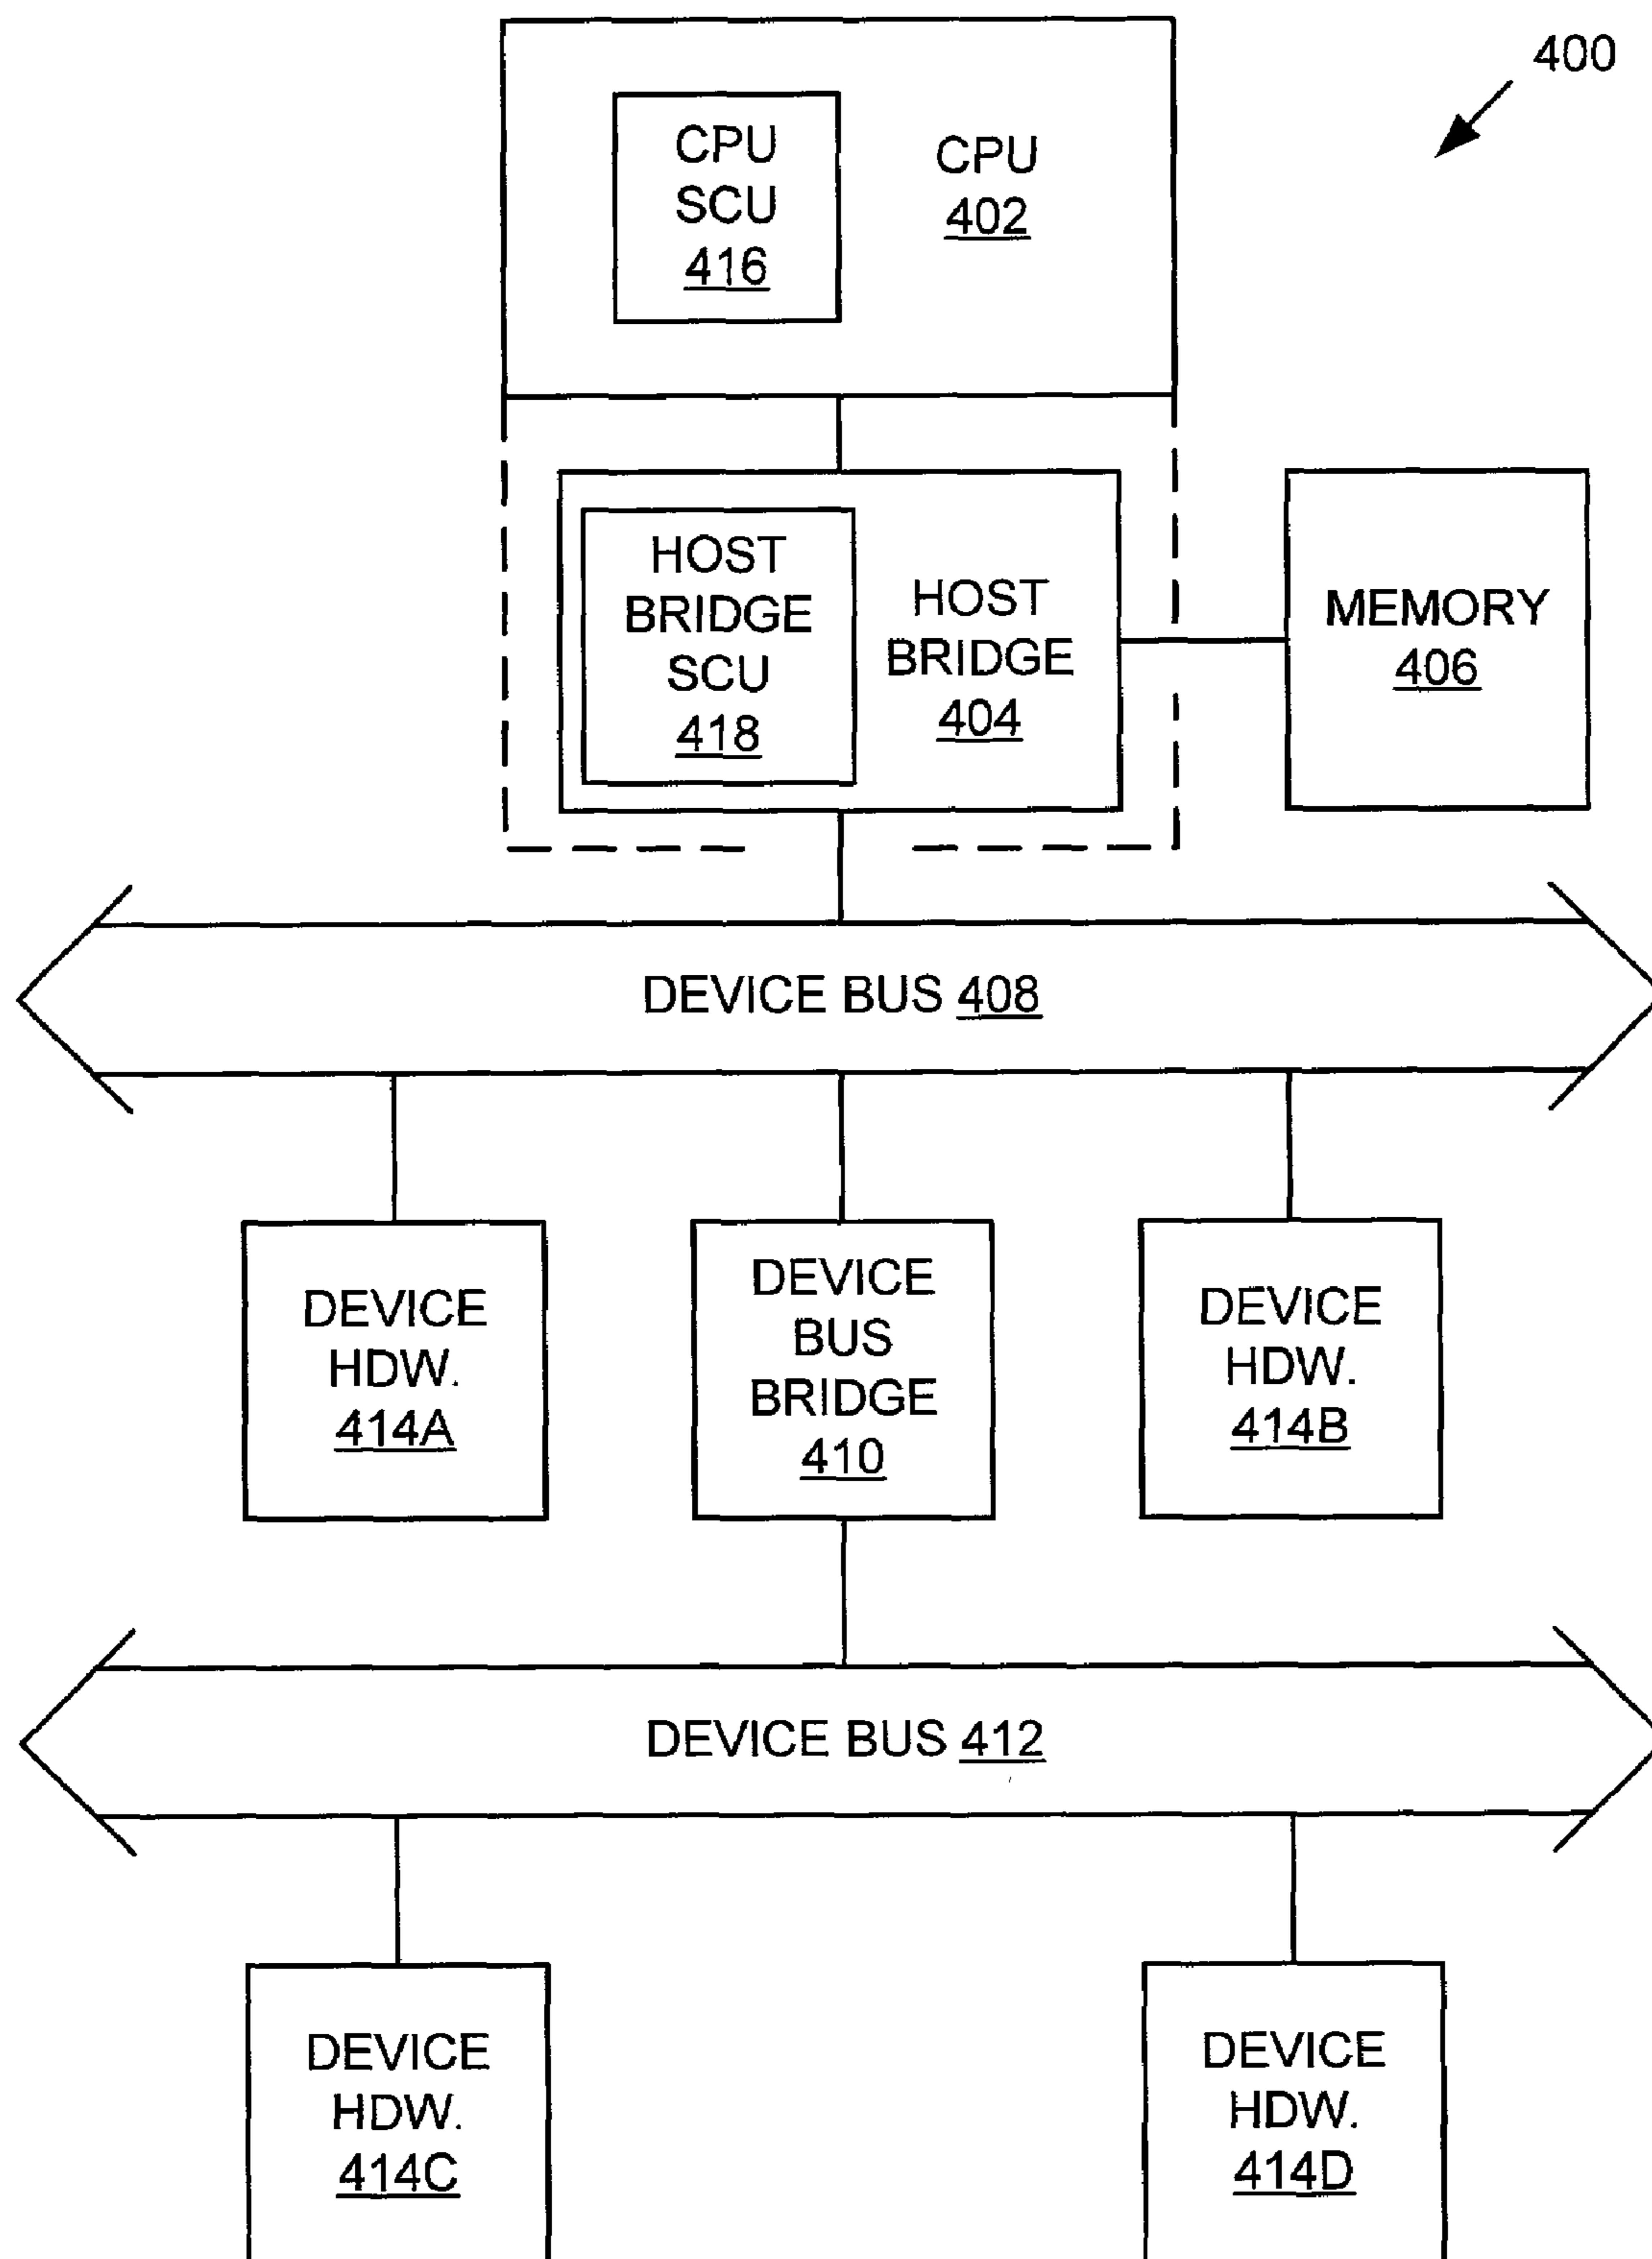 400
CPU
SCU
416
CPU
402
HOST
BRIDGE
SCU
418
HOST
BRIDGE
404
MEMORY
406
DEVICE BUS 408
DEVICE
HDW.
414A
DEVICE
BUS
BRIDGE
410
DEVICE
HDW.
414B
DEVICE BUS 412
DEVICE
HDW.
414C
DEVICE
HDW.
414D